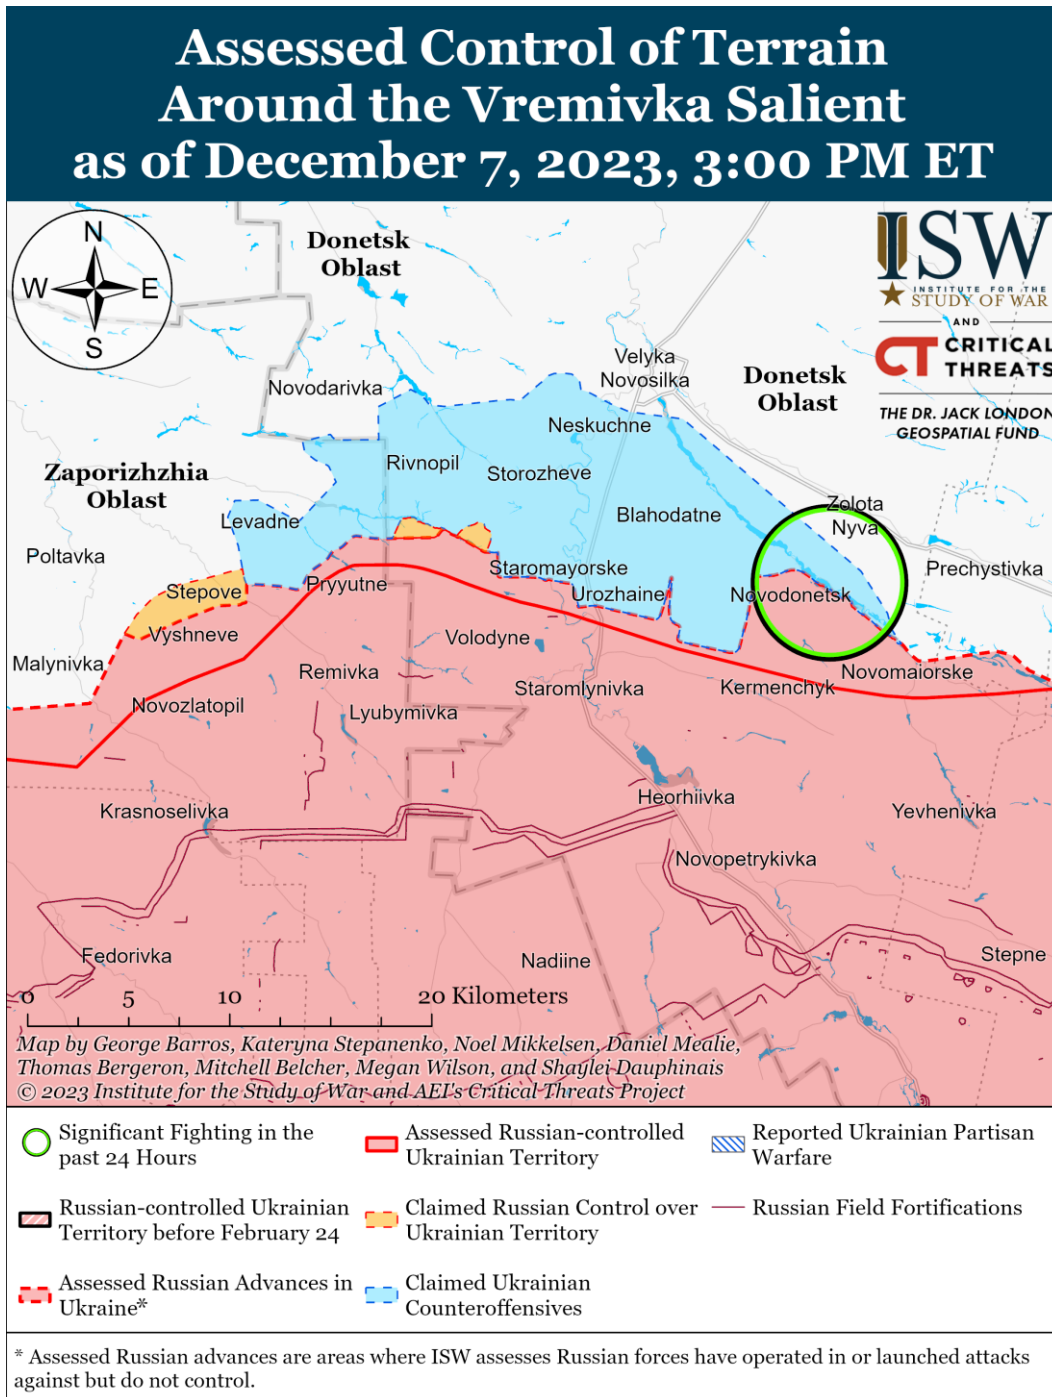 Assessed Control of Terrain
Around the Vremivka Salient
as of December 7, 2023, 3:00 PM ET
N
W E
S
Donetsk
Oblast
ISW
INSTITUTE FOR THE
STUDY OF WAR
AND
CT CRITICAL
THREATS
THE DR. JACK LONDON
GEOSPATIAL FUND
Velyka
Novosilka
Donetsk
Oblast
Novodarivka
Neskuchne
Rivnopil
Storozheve
Zaporizhzhia
Oblast
Levadne
Blahodatne
Zolota
Nyva
Poltavka
Staromayorske
Prechystivka
Stepove
Pryyutne
Urozhaine
Novodonetsk
Vyshneve
Volodyne
Malynivka
Remivka
Novomaiorske
Staromlynivka
Kermenchyk
Novozlatopil
Lyubymivka
Krasnoselivka
Heorhiivka
Yevhenivka
Novopetrykivka
Fedorivka
Nadiine
Stepne
0 5 10 20 Kilometers
Map by George Barros, Kateryna Stepanenko, Noel Mikkelsen, Daniel Mealie,
Thomas Bergeron, Mitchell Belcher, Megan Wilson, and Shaylei Dauphinais
© 2023 Institute for the Study of War and AEI's Critical Threats Project
Significant Fighting in the
past 24 Hours
Assessed Russian-controlled
Ukrainian Territory
Reported Ukrainian Partisan
Warfare
Russian-controlled Ukrainian
Territory before February 24
Claimed Russian Control over
Ukrainian Territory
Russian Field Fortifications
Assessed Russian Advances in
Ukraine*
Claimed Ukrainian
Counteroffensives
* Assessed Russian advances are areas where ISW assesses Russian forces have operated in or launched attacks
against but do not control.